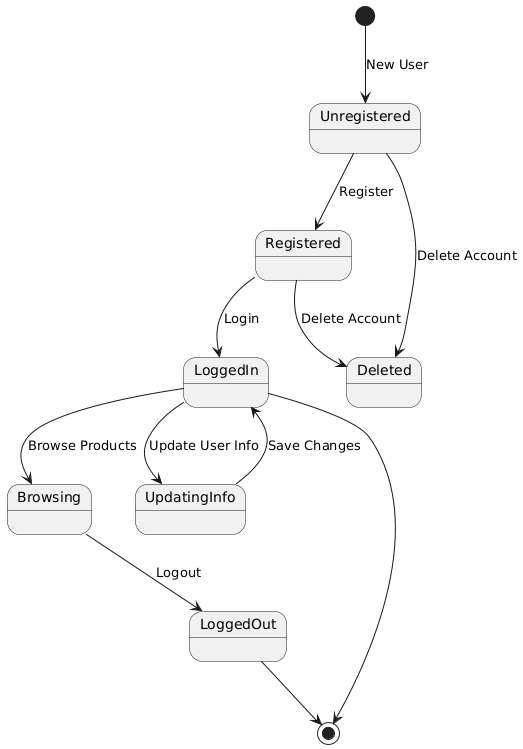 New User
Unregistered
Register
Registered
Delete Account
Login
Delete Account
LoggedIn
Deleted
Browse Products
Update User Info
Save Changes
Browsing
UpdatingInfo
Logout
LoggedOut